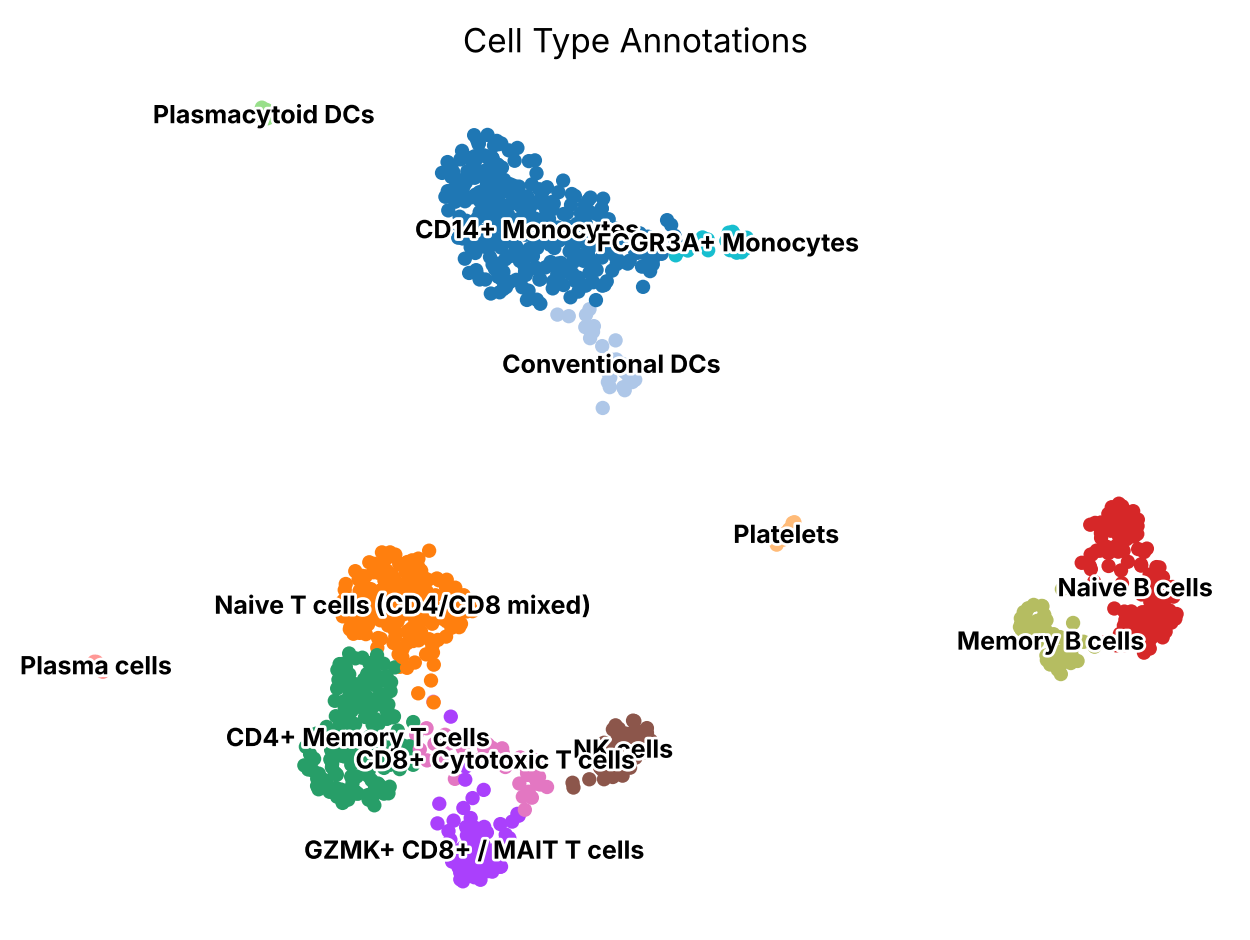 Cell Type Annotations
Plasmacytoid DCs
CD14+ Monocytes
FCGR3A+ Monocytes
Conventional DCs
Platelets
Naive B cells
Naive T cells (CD4/CD8 mixed)
Memory B cells
Plasma cells
CD4+ Memory T cells
NK cells
CD8+ Cytotoxic T cells
GZMK+ CD8+ / MAIT T cells